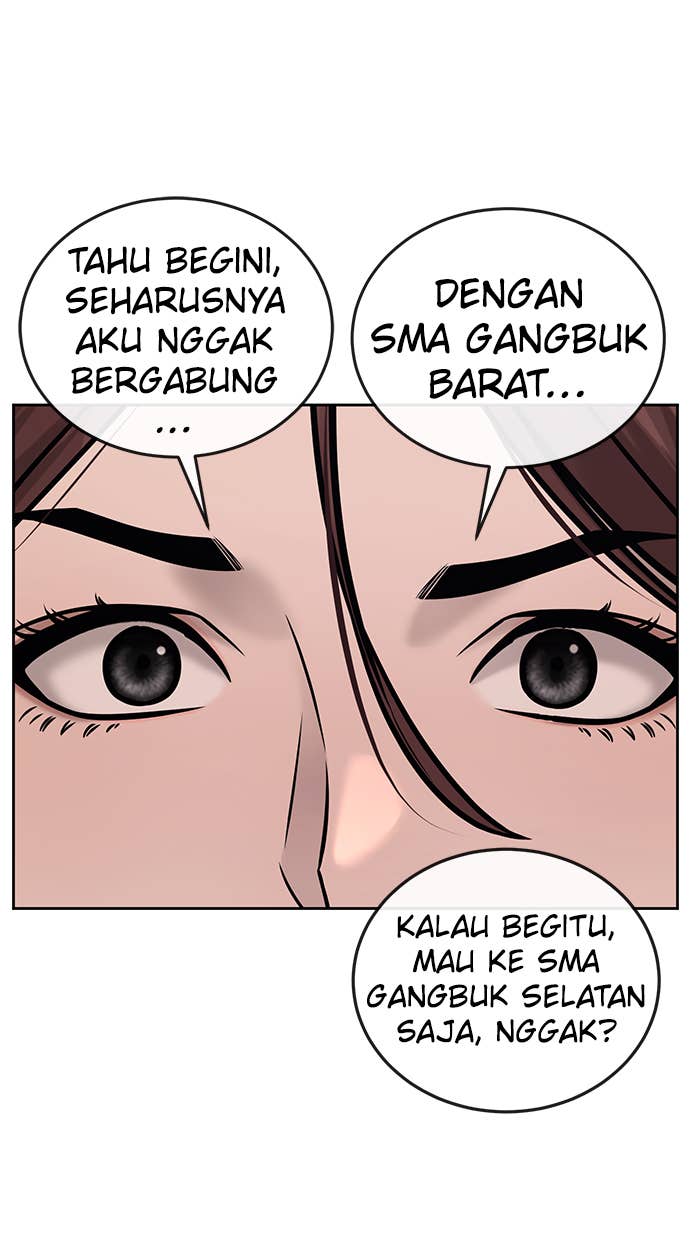 TAHU BEGINI,
SEHARUSNYA
AKU NGGAK
BERGABUNG
...
DENGAN
SMA GANGBUK
BARAT...
KALAU BEGITU,
MAU KE SMA
GANGBUK SELATAN
SAJA, NGGAK?